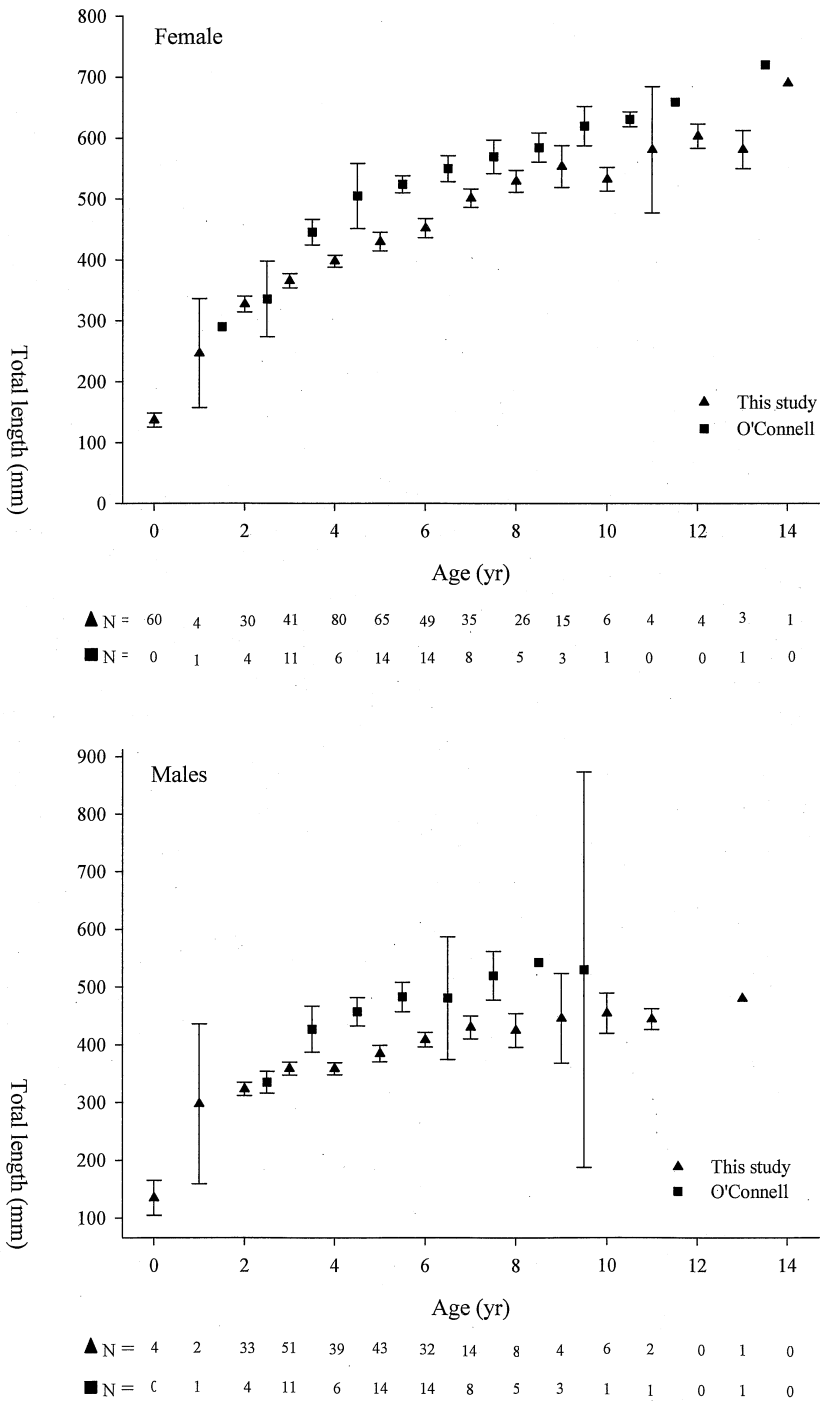 Female
800
700
600
500
400
300
200
100
0
Total length (mm)
This study
O'Connell
0 2 4 6 8 10 12 14
Age (yr)
N = 60 4 30 41 80 65 49 35 26 15 6 4 4 3 1
N = 0 1 4 11 6 14 14 8 5 3 1 0 0 1 0
Males
900
800
700
600
500
400
300
200
100
Total length (mm)
This study
O'Connell
0 2 4 6 8 10 12 14
Age (yr)
N = 4 2 33 51 39 43 32 14 8 4 6 2 0 1 0
N = 0 1 4 11 6 14 14 8 5 3 1 1 0 1 0